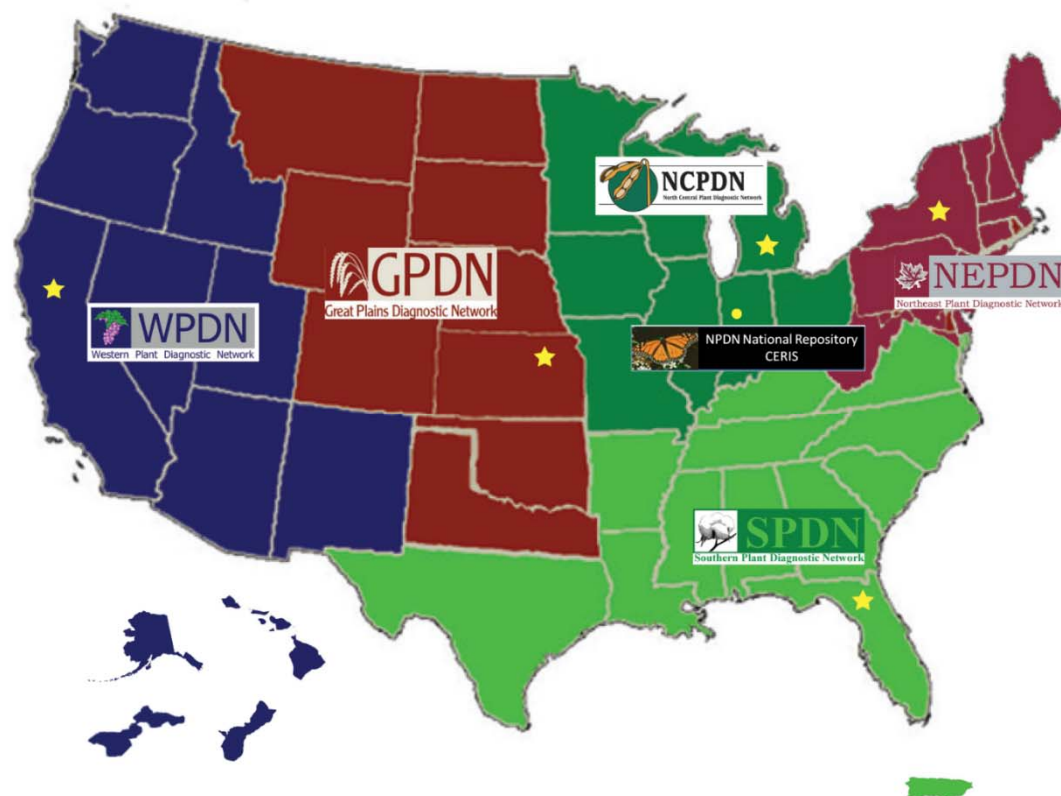 NCPDN
North Central Plant Diagnostic Network
GPDN
Great Plains Diagnostic Network
NEPDN
Northeast Plant Diagnostic Network
WPDN
Western Plant Diagnostic Network
NPDN National Repository
CERIS
SPDN
Southern Plant Diagnostic Network